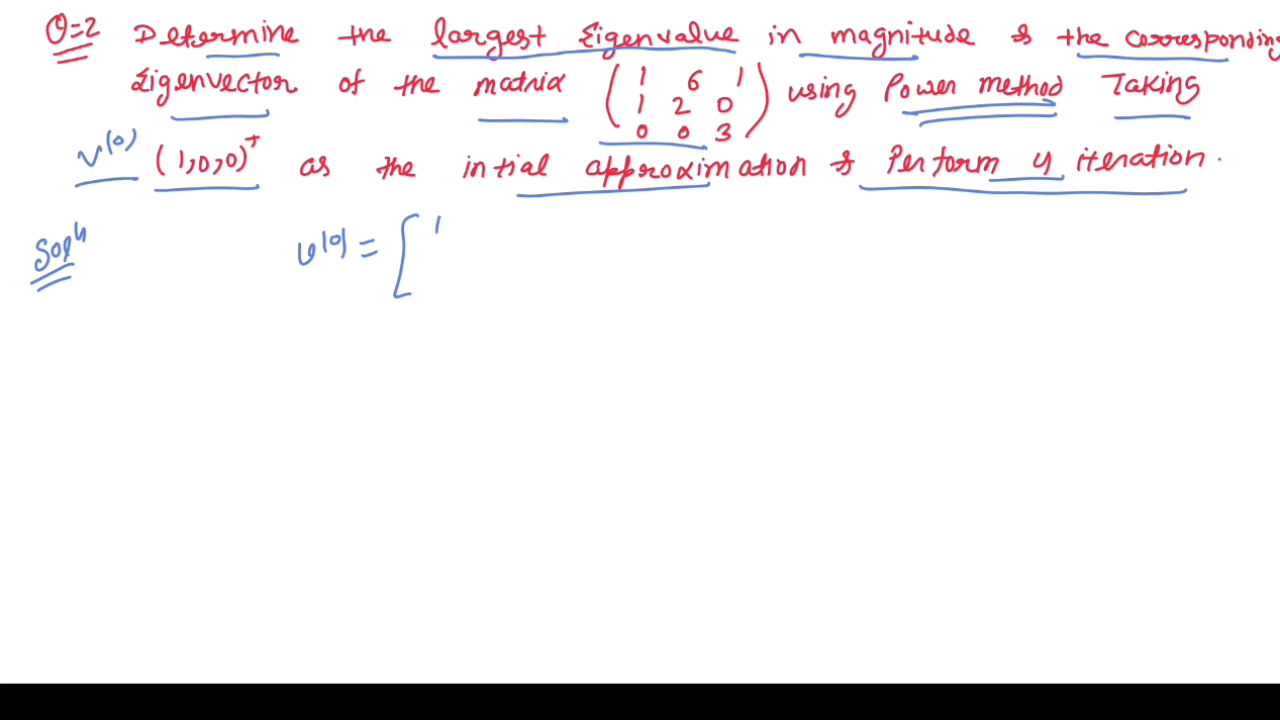 Q=2 Determine the largest Eigenvalue in magnitude & the corresponding
Eigenvector of the matrix ( 1 6 1
1 2 0
0 0 3 ) using Power method Taking
v(0) (1,0,0)T as the initial approximation & Perform 4 iteration.
Soln v(0) = [ 1